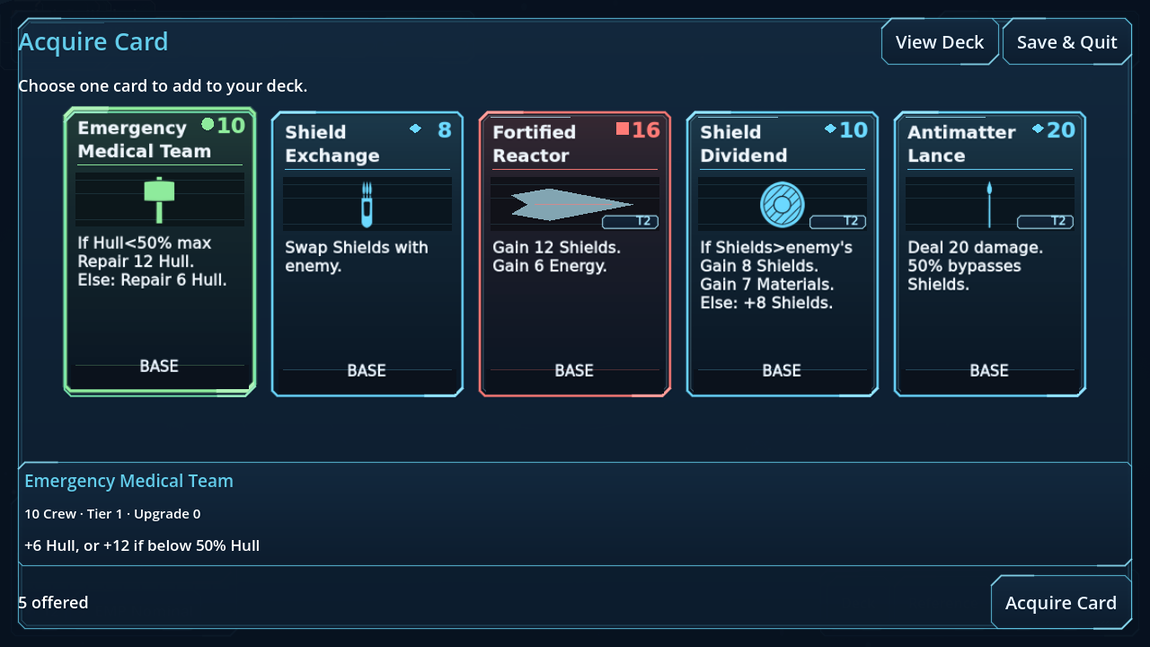 Acquire Card
View Deck
Save & Quit
Choose one card to add to your deck.
Emergency
Medical Team
10
If Hull<50% max
Repair 12 Hull.
Else: Repair 6 Hull.
BASE
Shield
Exchange
8
Swap Shields with
enemy.
BASE
Fortified
Reactor
16
T2
Gain 12 Shields.
Gain 6 Energy.
BASE
Shield
Dividend
10
T2
If Shields>enemy's
Gain 8 Shields.
Gain 7 Materials.
Else: +8 Shields.
BASE
Antimatter
Lance
20
T2
Deal 20 damage.
50% bypasses
Shields.
BASE
Emergency Medical Team
10 Crew · Tier 1 · Upgrade 0
+6 Hull, or +12 if below 50% Hull
5 offered
Acquire Card